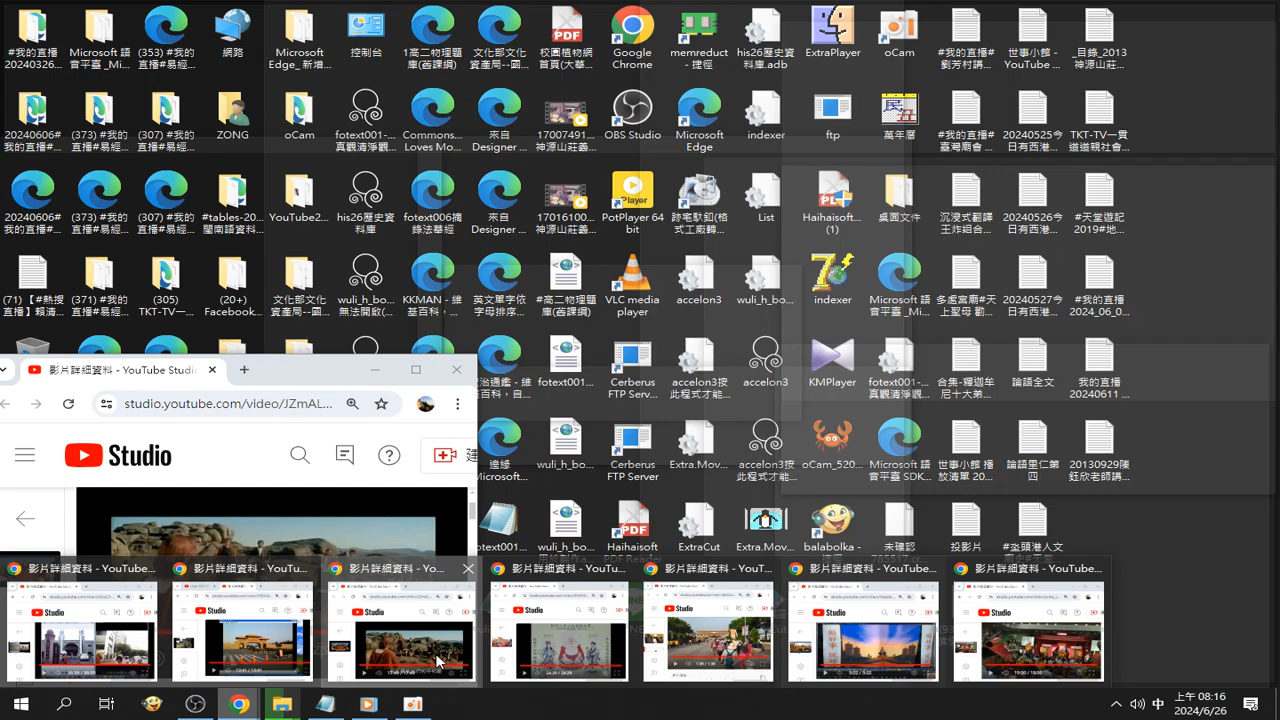 #我的直播20240326...
Microsoft 語音平臺 _Mi...
(353) #我的直播#易經...
網路
Microsoft Edge_新增...
控制台
1高二物理題庫(舊課綱)
文化部文化資產局--國...
校園植物網首頁(大華...
Google Chrome
memreduct - 捷徑
his26歷史資料庫.adb
ExtraPlayer
oCam
#我的直播#劉芳村講...
世事小館 - YouTube ...
_目錄_2013神源山莊...
20240606#我的直播#...
(373) #我的#直播#易經...
(307) #我的#直播#易經...
ZONG
oCam
fotext001...真觀清淨觀...
Commons... Loves Mo...
來自 Designer ...
17007491...神源山莊義...
OBS Studio
Microsoft Edge
indexer
ftp
萬年曆
#我的直播#臺灣廟會 ...
20240525今日有西港...
TKT-TV一貫道道親社會...
20240606#我的直播#...
(373) #我的直播#易經...
(307) #我的直播#易經...
#tables-20...閩南語資料...
YouTube2...
his26歷史資料庫
fotext006摘錄法華經
來自 Designer ...
17016100...神源山莊義...
PotPlayer 64 bit
List
Haihaisoft... (1)
桌面文件
沉浸式翻譯王炸組合...
20240526今日有西港...
#天堂遊記2019#地...
(71)【#熱搜直播】賴清...
(371) #我的直播#易經...
(305) TKT-TV一...
(20+) Facebook...
文化部文化資產局--國...
wuli_h_bo...無法開啟(...
KKMAN - 維基百科，...
英文單字依字母排序...
#高二物理題庫(舊課綱)
VLC media player
accelon3
wuli_h_bo...
indexer
Microsoft 語音平臺 _Mi...
多處宮廟#天上聖母 勸...
20240527今日有西港...
#我的直播2024_06_0...
fotext001...
Cerberus FTP Serv...
accelon3按此程式才能...
accelon3
KMPlayer
fotext001-...真觀清淨觀...
合集-釋迦牟尼十大弟...
論語全文
我的直播20240611 ...
影片詳細資料 - YouTube Studi
studio.youtube.com/video/JZmAL...
Studio
wuli_h_bo...
Cerberus FTP Server
Extra.Mov...
accelon3按此程式才能...
oCam_520...
Microsoft 語音平臺 SDK...
世事小館 播放清單 20...
論語里仁第四
20130929陳鈺欣老師講...
wuli_h_bo...
Haihaisoft PDF Reader
ExtraCut
Extra.Mov...
balabolka -
未確認
投影片
#水頭港人文
影片詳細資料 - YouTube...
影片詳細資料 - YouTu...
影片詳細資料 - Yo...
影片詳細資料 - YouTu...
影片詳細資料 - YouT...
影片詳細資料 - YouTube...
影片詳細資料 - YouTube...
中
上午 08:16
2024/6/26